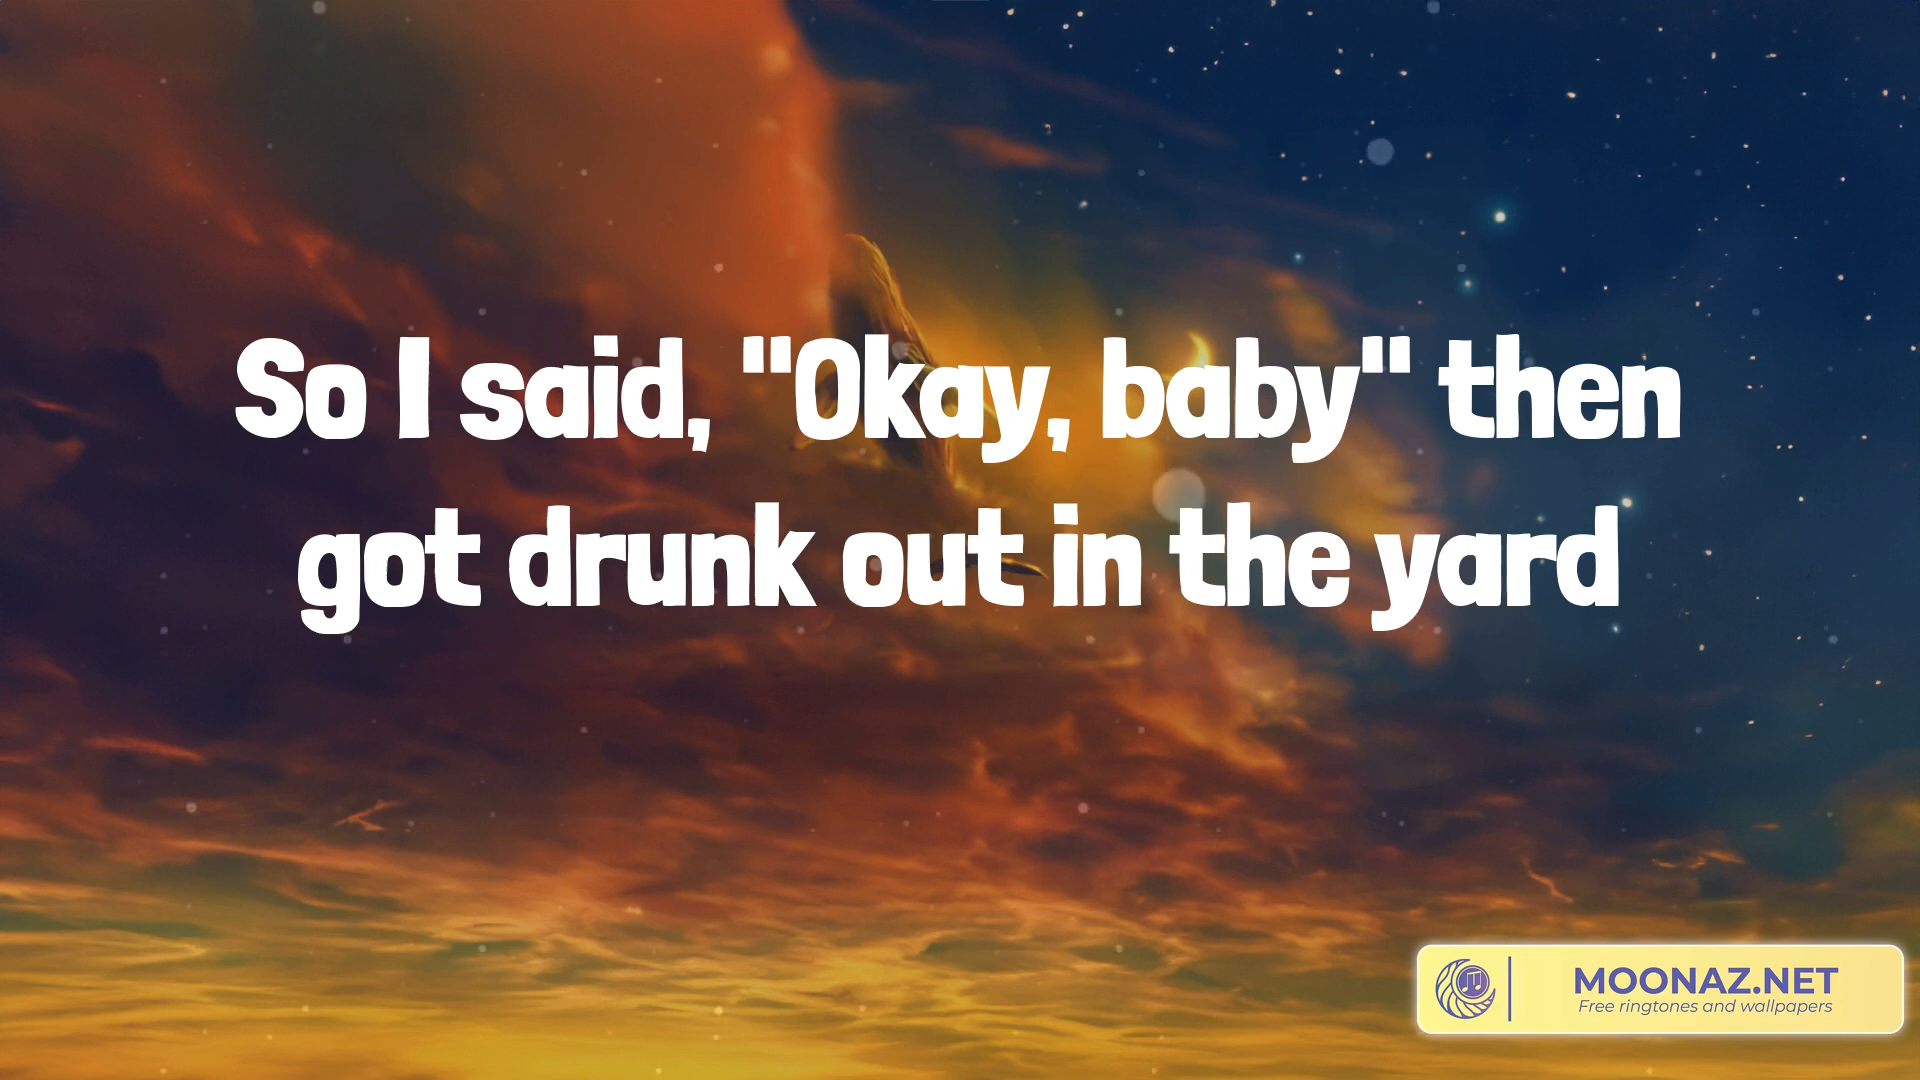 So I said, "Okay, baby" then
got drunk out in the yard
MOONAZ.NET
Free ringtones and wallpapers